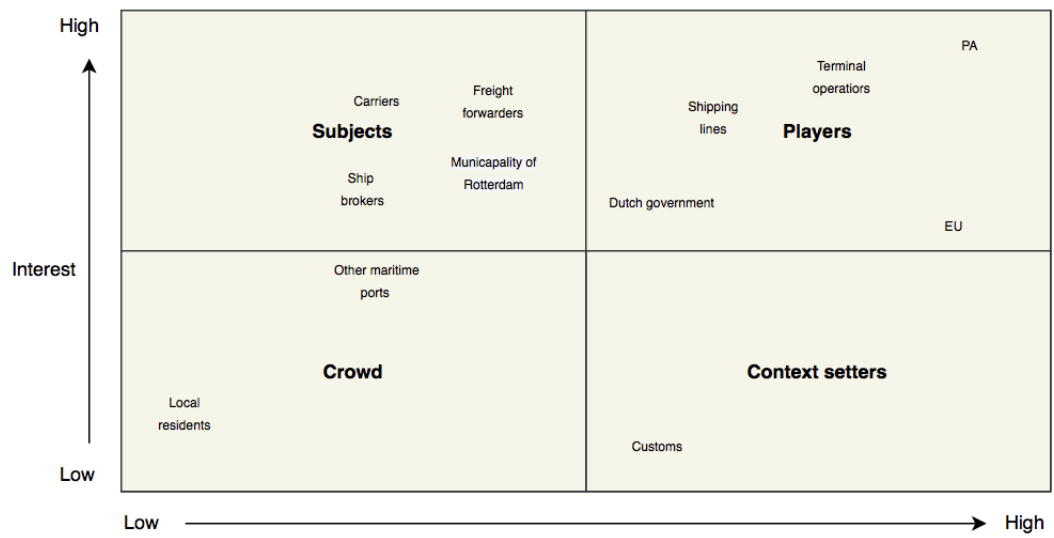 High
PA
Terminal
operatiors
Freight
forwarders
Carriers
Shipping
lines
Subjects
Players
Municapality of
Rotterdam
Ship
brokers
Dutch government
EU
Interest
Other maritime
ports
Crowd
Context setters
Local
residents
Customs
Low
Low
High